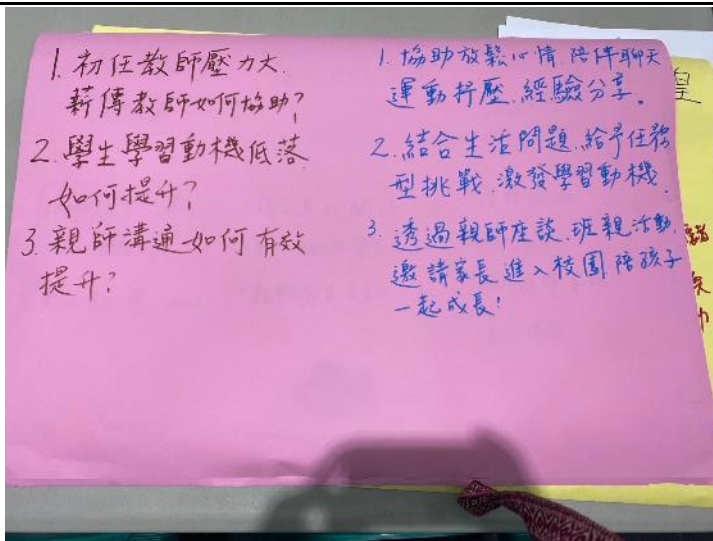 1. 初任教師壓力大.
薪傳教師如何協助?
2. 學生學習動機低落
如何提升?
3. 親師溝通如何有效
提升?
1. 協助放鬆心情.陪伴聊天
運動抒壓.經驗分享。
2. 結合生活問題.給予任務
型挑戰.激發學習動機.
3. 透過親師座談.班親活動.
邀請家長進入校園陪孩子
一起成長!
皇